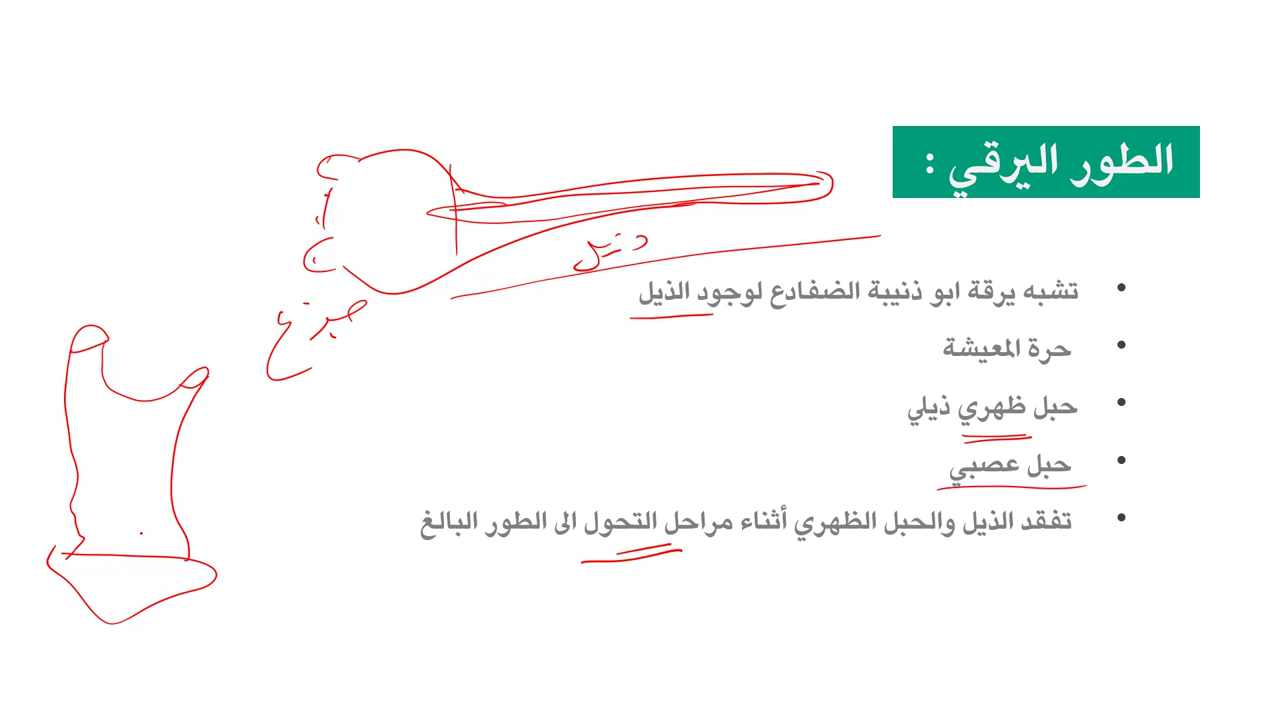 الطور اليرقي :
ذيل
تشبه يرقة ابو ذنيبة الضفادع لوجود الذيل
جذع
حرة المعيشة
حبل ظهري ذيلي
حبل عصبي
تفقد الذيل والحبل الظهري أثناء مراحل التحول الى الطور البالغ